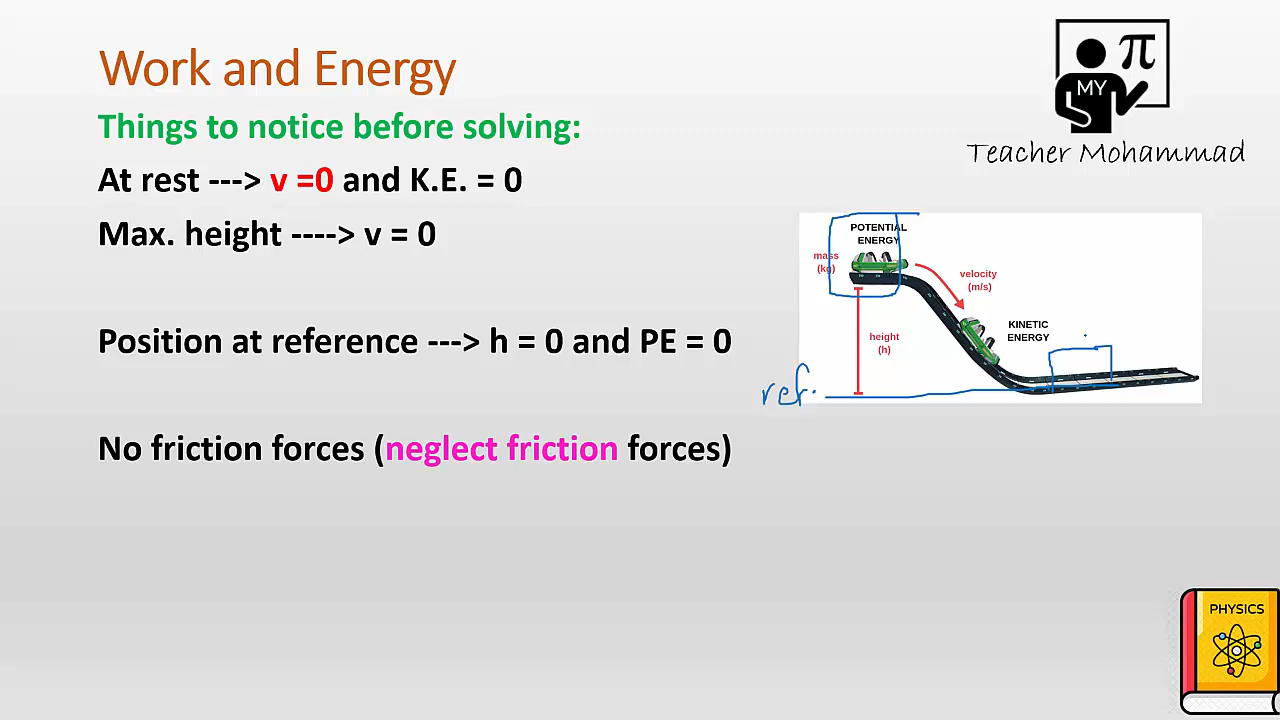 Work and Energy
Things to notice before solving:
At rest ---> v =0 and K.E. = 0
Max. height ----> v = 0
Position at reference ---> h = 0 and PE = 0
No friction forces (neglect friction forces)
π
MY
Teacher Mohammad
POTENTIAL
ENERGY
mass
(kg)
velocity
(m/s)
KINETIC
ENERGY
height
(h)
ref.
PHYSICS